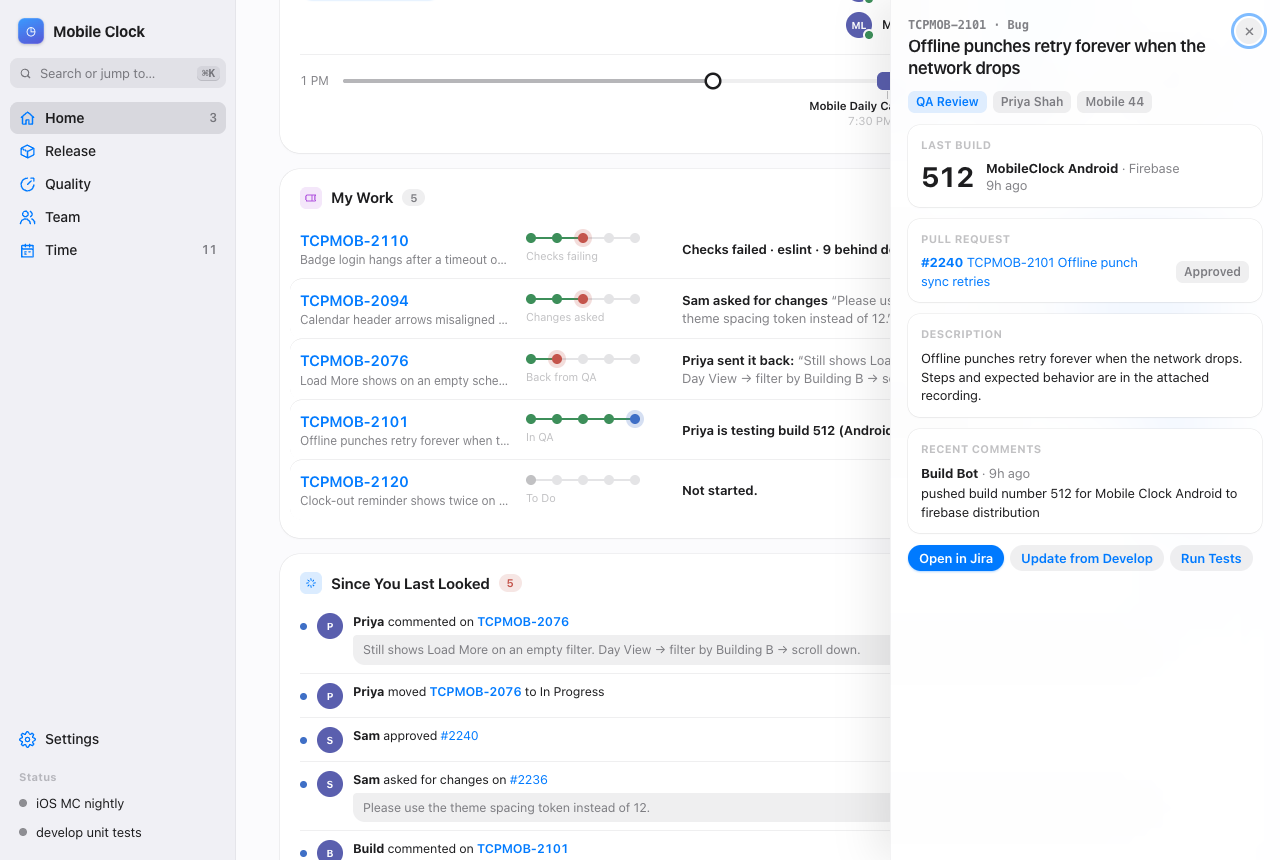 Mobile Clock
Search or jump to...
⌘K
Home 3
Release
Quality
Team
Time 11
Settings
Status
iOS MC nightly
develop unit tests
ML
1 PM
Mobile Daily
7:30 PM
My Work 5
TCPMOB-2110
Badge login hangs after a timeout o...
Checks failing
Checks failed · eslint · 9 behind
TCPMOB-2094
Calendar header arrows misaligned ...
Changes asked
Sam asked for changes “Please
theme spacing token instead of 12.”
TCPMOB-2076
Load More shows on an empty sche...
Back from QA
Priya sent it back: “Still shows
Day View → filter by Building B →
TCPMOB-2101
Offline punches retry forever when t...
In QA
Priya is testing build 512
TCPMOB-2120
Clock-out reminder shows twice on ...
To Do
Not started.
Since You Last Looked 5
P
Priya commented on TCPMOB-2076
Still shows Load More on an empty filter. Day View → filter by Building B → scroll down.
P
Priya moved TCPMOB-2076 to In Progress
S
Sam approved #2240
S
Sam asked for changes on #2236
Please use the theme spacing token instead of 12.
B
Build commented on TCPMOB-2101
TCPMOB-2101 · Bug
Offline punches retry forever when the
network drops
QA Review Priya Shah Mobile 44
LAST BUILD
512
MobileClock Android · Firebase
9h ago
PULL REQUEST
#2240 TCPMOB-2101 Offline punch
sync retries
Approved
DESCRIPTION
Offline punches retry forever when the network drops.
Steps and expected behavior are in the attached
recording.
RECENT COMMENTS
Build Bot · 9h ago
pushed build number 512 for Mobile Clock Android to
firebase distribution
Open in Jira Update from Develop Run Tests